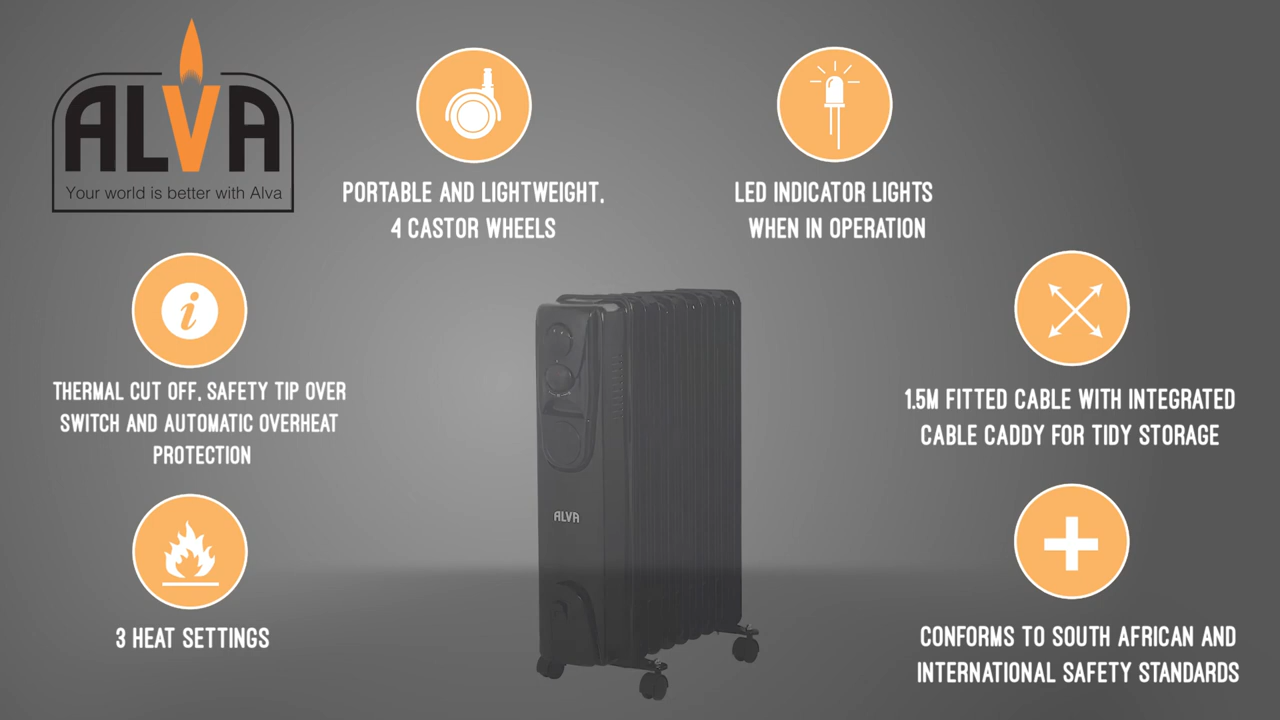 ALVA
Your world is better with Alva
PORTABLE AND LIGHTWEIGHT,
4 CASTOR WHEELS
LED INDICATOR LIGHTS
WHEN IN OPERATION
i
THERMAL CUT OFF, SAFETY TIP OVER
SWITCH AND AUTOMATIC OVERHEAT
PROTECTION
1.5M FITTED CABLE WITH INTEGRATED
CABLE CADDY FOR TIDY STORAGE
ALVA
3 HEAT SETTINGS
CONFORMS TO SOUTH AFRICAN AND
INTERNATIONAL SAFETY STANDARDS